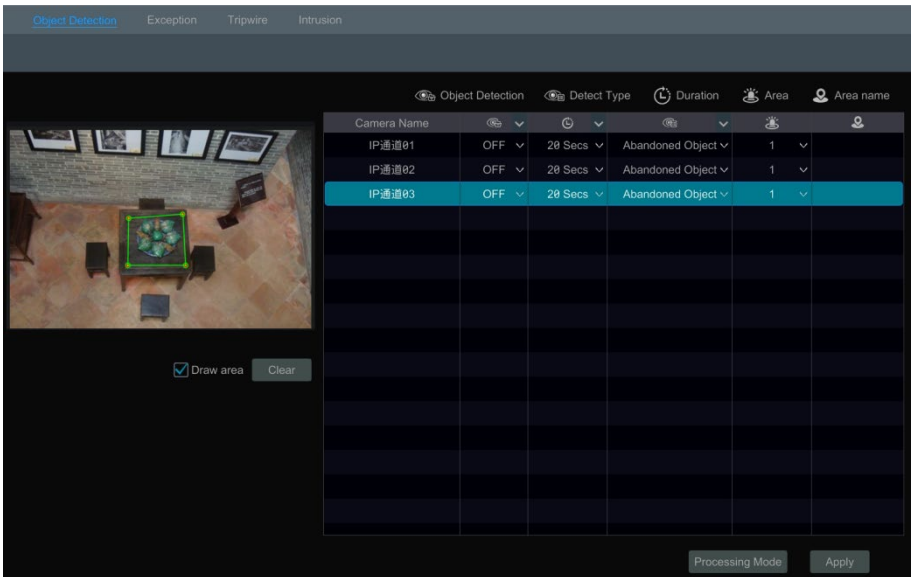 Object Detection Exception Tripwire Intrusion
Object Detection Detect Type Duration Area Area name
Camera Name
IP通道01 OFF 20 Secs Abandoned Object 1
IP通道02 OFF 20 Secs Abandoned Object 1
IP通道03 OFF 20 Secs Abandoned Object 1
Draw area Clear
Processing Mode Apply